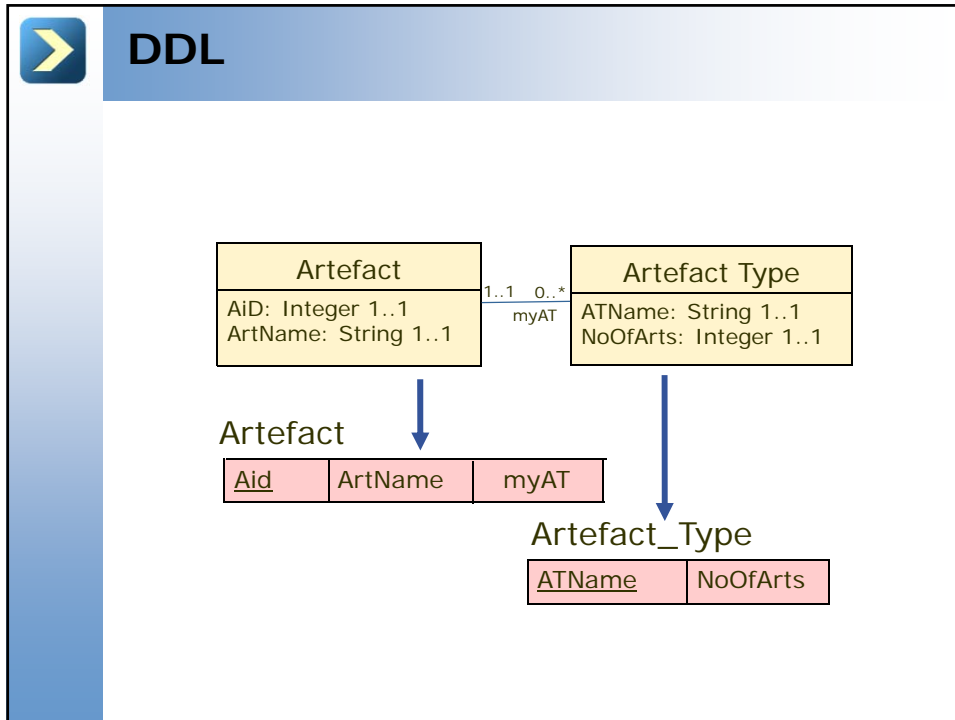 DDL
Artefact
AiD: Integer 1..1
ArtName: String 1..1
1..1 0..*
myAT
Artefact Type
ATName: String 1..1
NoOfArts: Integer 1..1
Artefact
Aid ArtName myAT
Artefact_Type
ATName NoOfArts